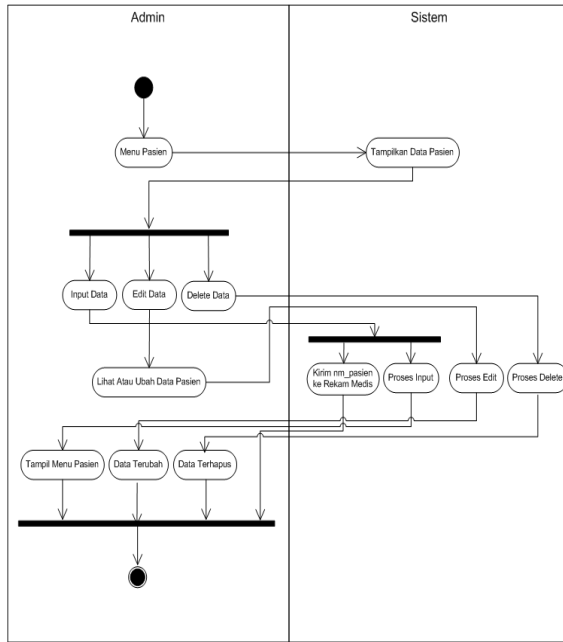 Admin
Sistem
Menu Pasien
Tampilkan Data Pasien
Input Data
Edit Data
Delete Data
Lihat Atau Ubah Data Pasien
Kirim nm_pasien
ke Rekam Medis
Proses Input
Proses Edit
Proses Delete
Tampil Menu Pasien
Data Terubah
Data Terhapus